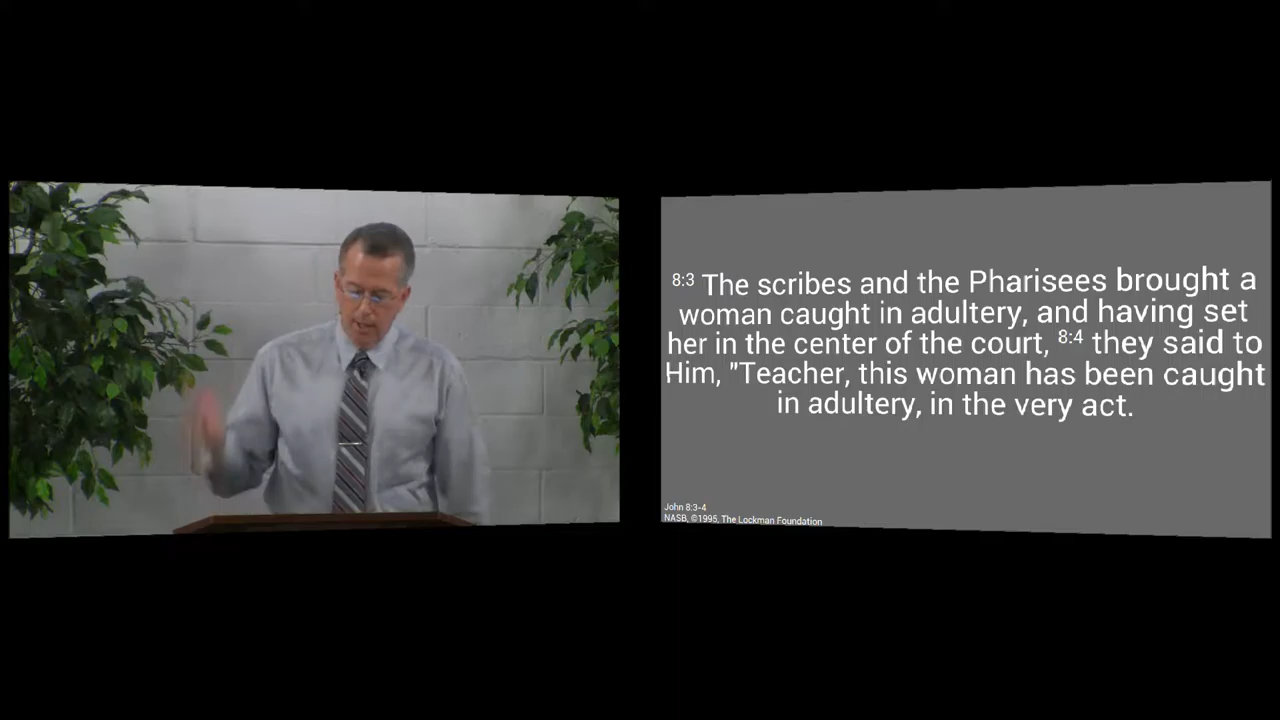 8:3 The scribes and the Pharisees brought a
woman caught in adultery, and having set
her in the center of the court, 8:4 they said to
Him, "Teacher, this woman has been caught
in adultery, in the very act.
John 8:3-4
NASB, ©1995, The Lockman Foundation